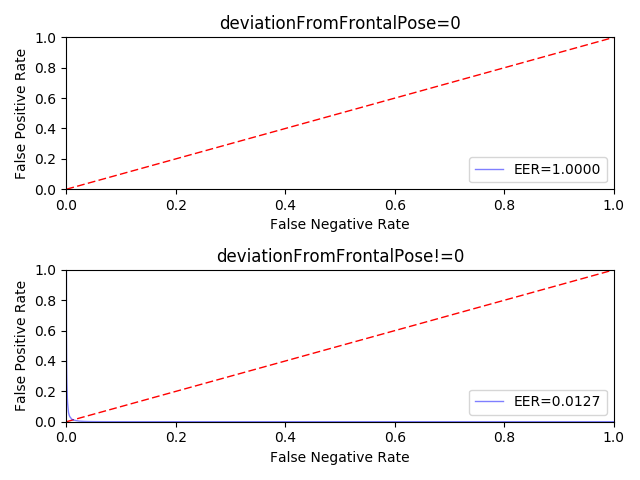 deviationFromFrontalPose=0
1.0
0.8
0.6
0.4
0.2
0.0
False Positive Rate
EER=1.0000
0.0 0.2 0.4 0.6 0.8 1.0
False Negative Rate
deviationFromFrontalPose!=0
1.0
0.8
0.6
0.4
0.2
0.0
False Positive Rate
EER=0.0127
0.0 0.2 0.4 0.6 0.8 1.0
False Negative Rate